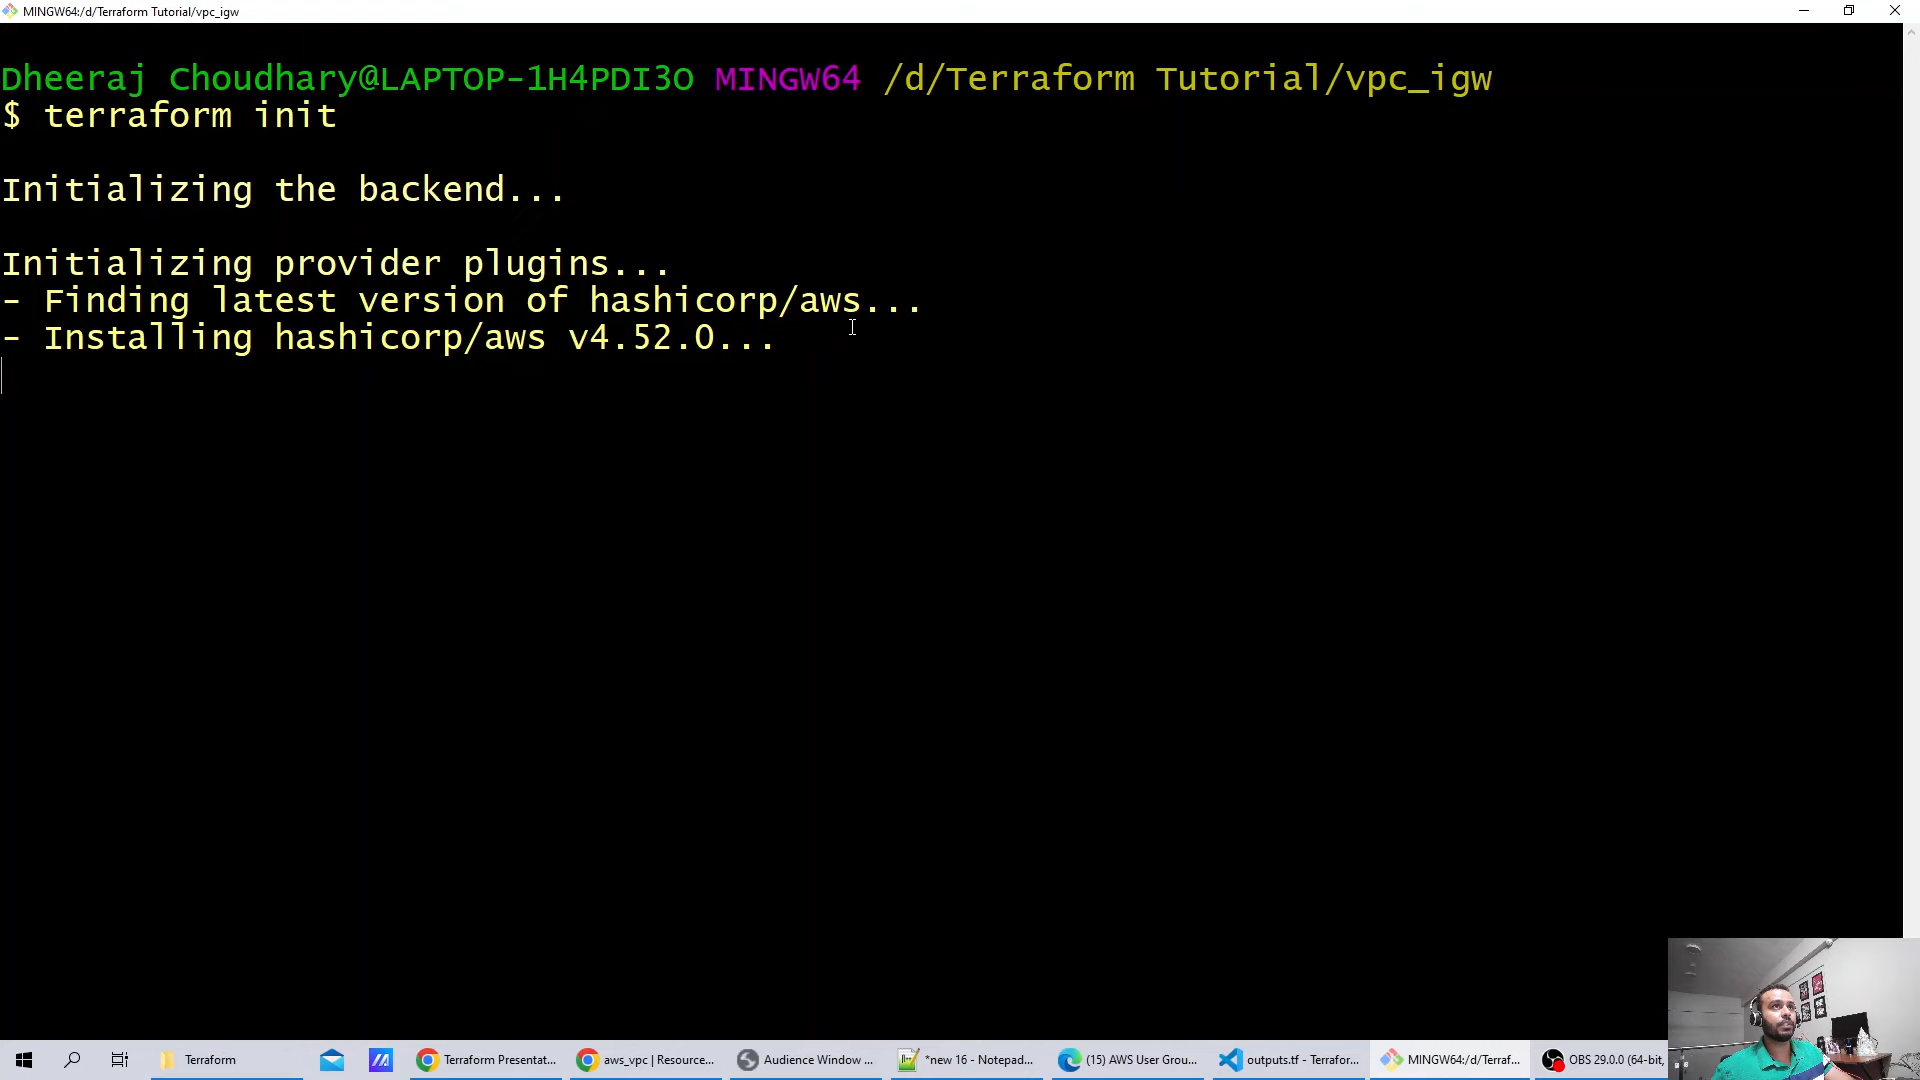 MINGW64:/d/Terraform Tutorial/vpc_igw
Dheeraj Choudhary@LAPTOP-1H4PDI3O MINGW64 /d/Terraform Tutorial/vpc_igw
$ terraform init
Initializing the backend...
Initializing provider plugins...
- Finding latest version of hashicorp/aws...
- Installing hashicorp/aws v4.52.0...
Terraform
Terraform Presentat...
aws_vpc | Resource...
Audience Window ...
*new 16 - Notepad...
(15) AWS User Grou...
outputs.tf - Terrafor...
MINGW64:/d/Terraf...
OBS 29.0.0 (64-bit,